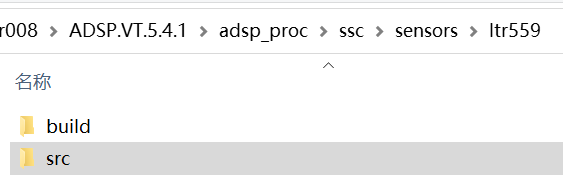 r008 > ADSP.VT.5.4.1 > adsp_proc > ssc > sensors > ltr559
名称
build
src